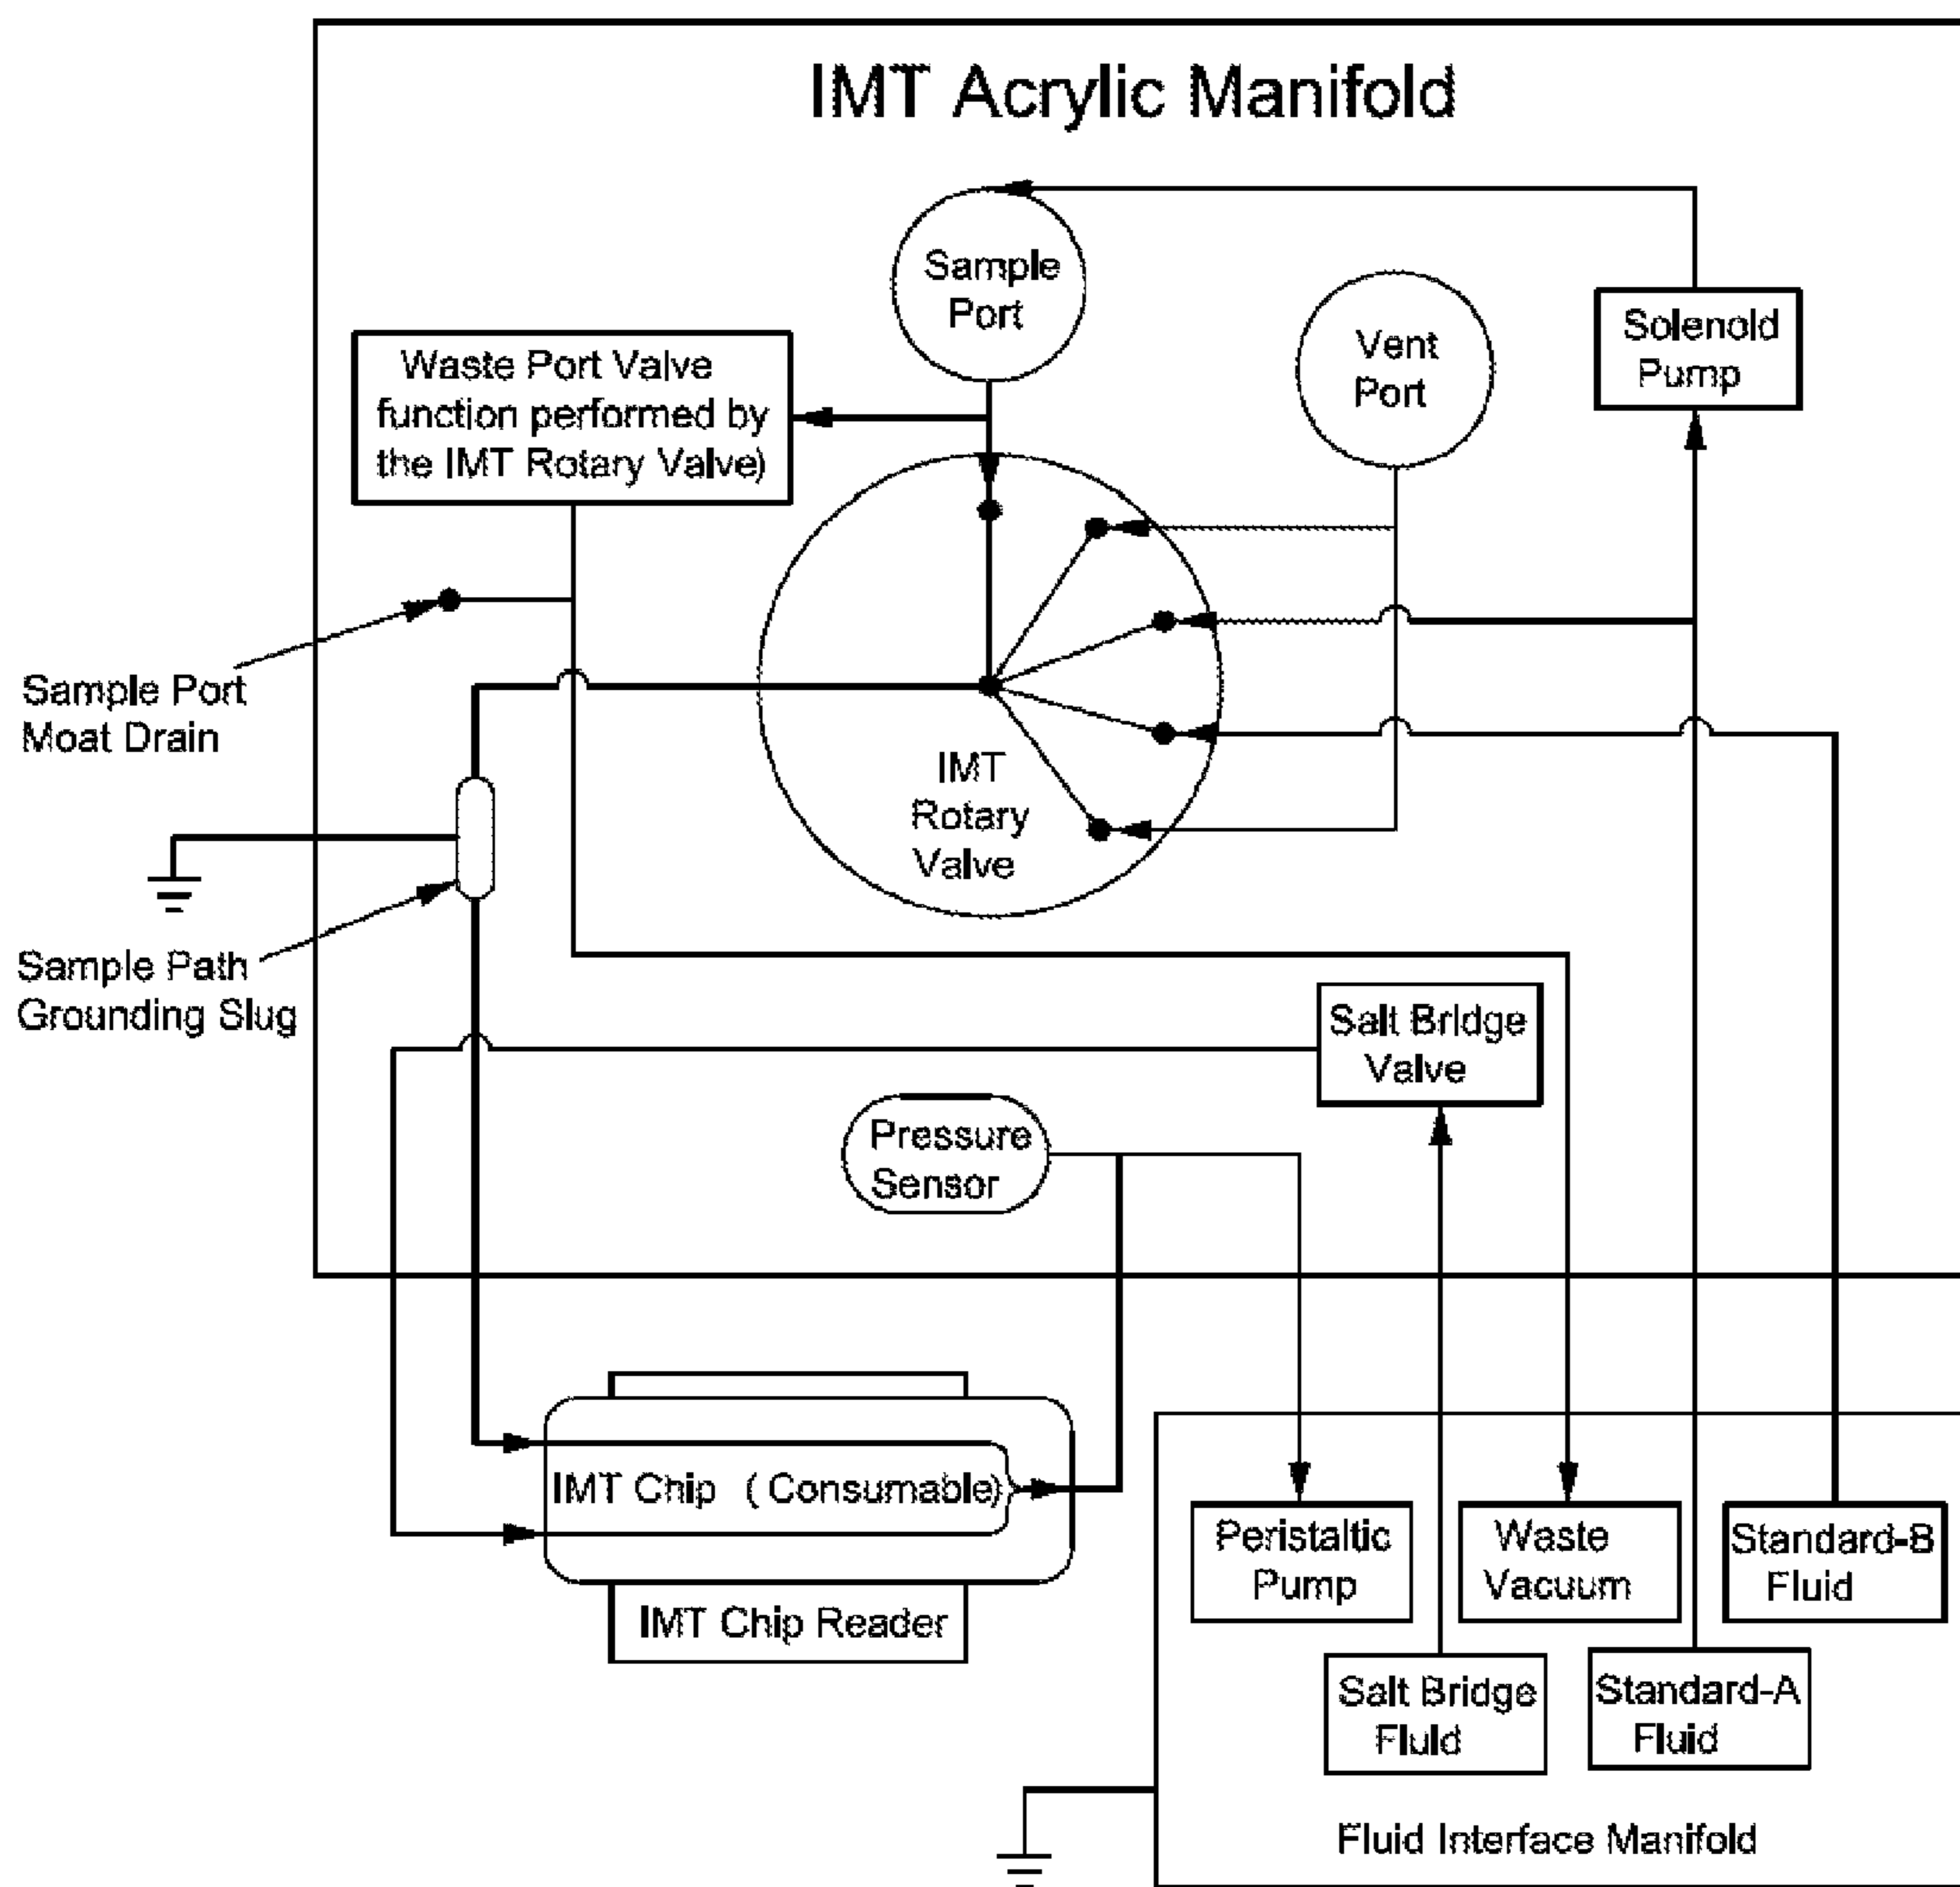 IMT Acrylic Manifold
Sample
Port
Vent
Port
Solenold
Pump
Waste Port Valve
function performed by
the IMT Rotary Valve)
Sample Port
Moat Drain
IMT
Rotary
Valve
Sample Path
Grounding Slug
Salt Bridge
Valve
Pressure
Sensor
IMT Chip ( Consumable)
IMT Chip Reader
Peristaltic
Pump
Waste
Vacuum
Standard-B
Fluid
Salt Bridge
Fluid
Standard-A
Fluid
Fluid Interface Manifold